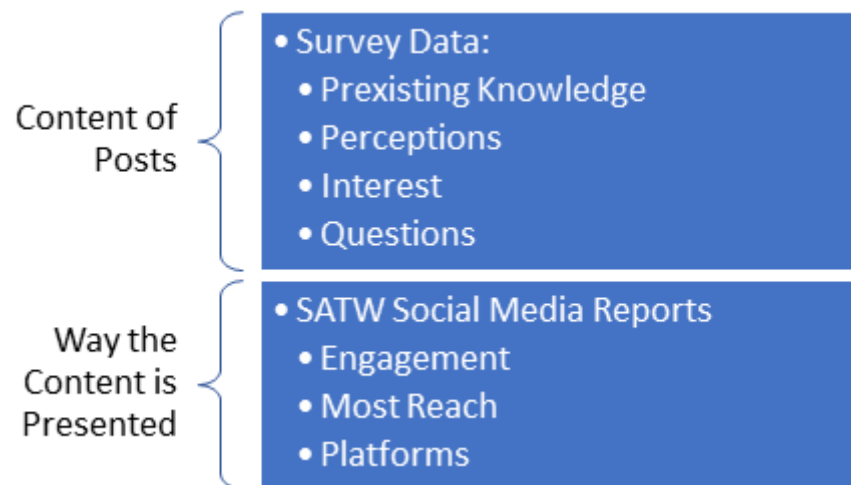 Content of
Posts
• Survey Data:
• Prexisting Knowledge
• Perceptions
• Interest
• Questions
Way the
Content is
Presented
• SATW Social Media Reports
• Engagement
• Most Reach
• Platforms